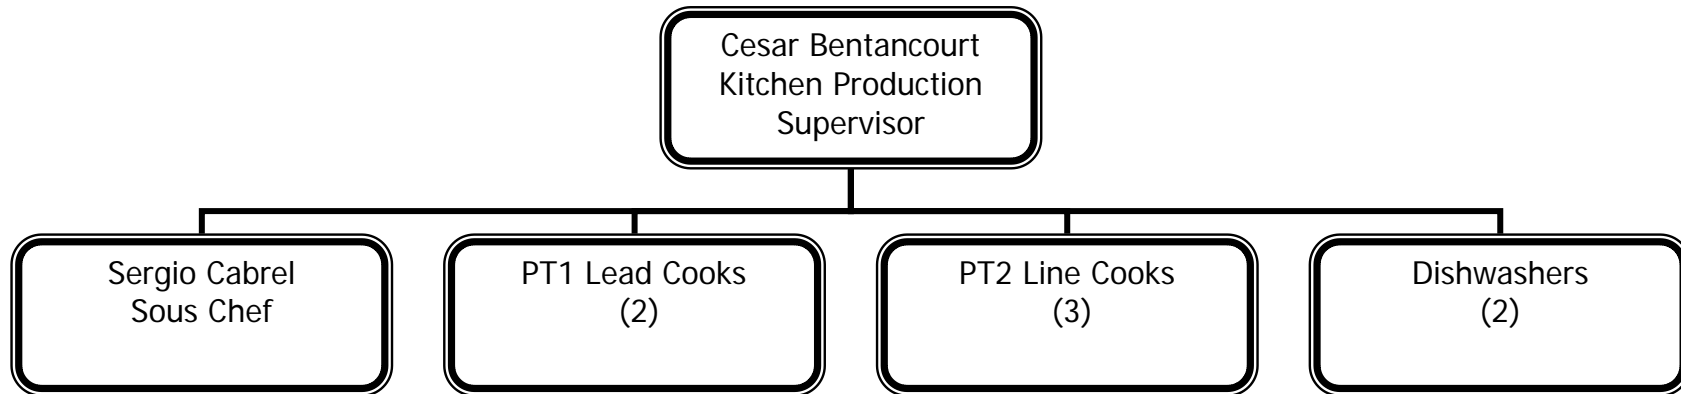 Cesar Bentancourt
Kitchen Production
Supervisor
Sergio Cabrel
Sous Chef
PT1 Lead Cooks
(2)
PT2 Line Cooks
(3)
Dishwashers
(2)